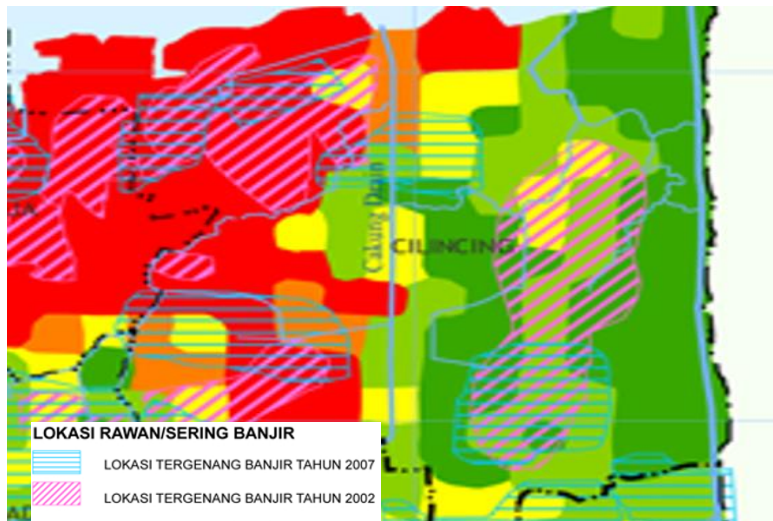 Cakung Drain
CILINCING
LOKASI RAWAN/SERING BANJIR
LOKASI TERGENANG BANJIR TAHUN 2007
LOKASI TERGENANG BANJIR TAHUN 2002